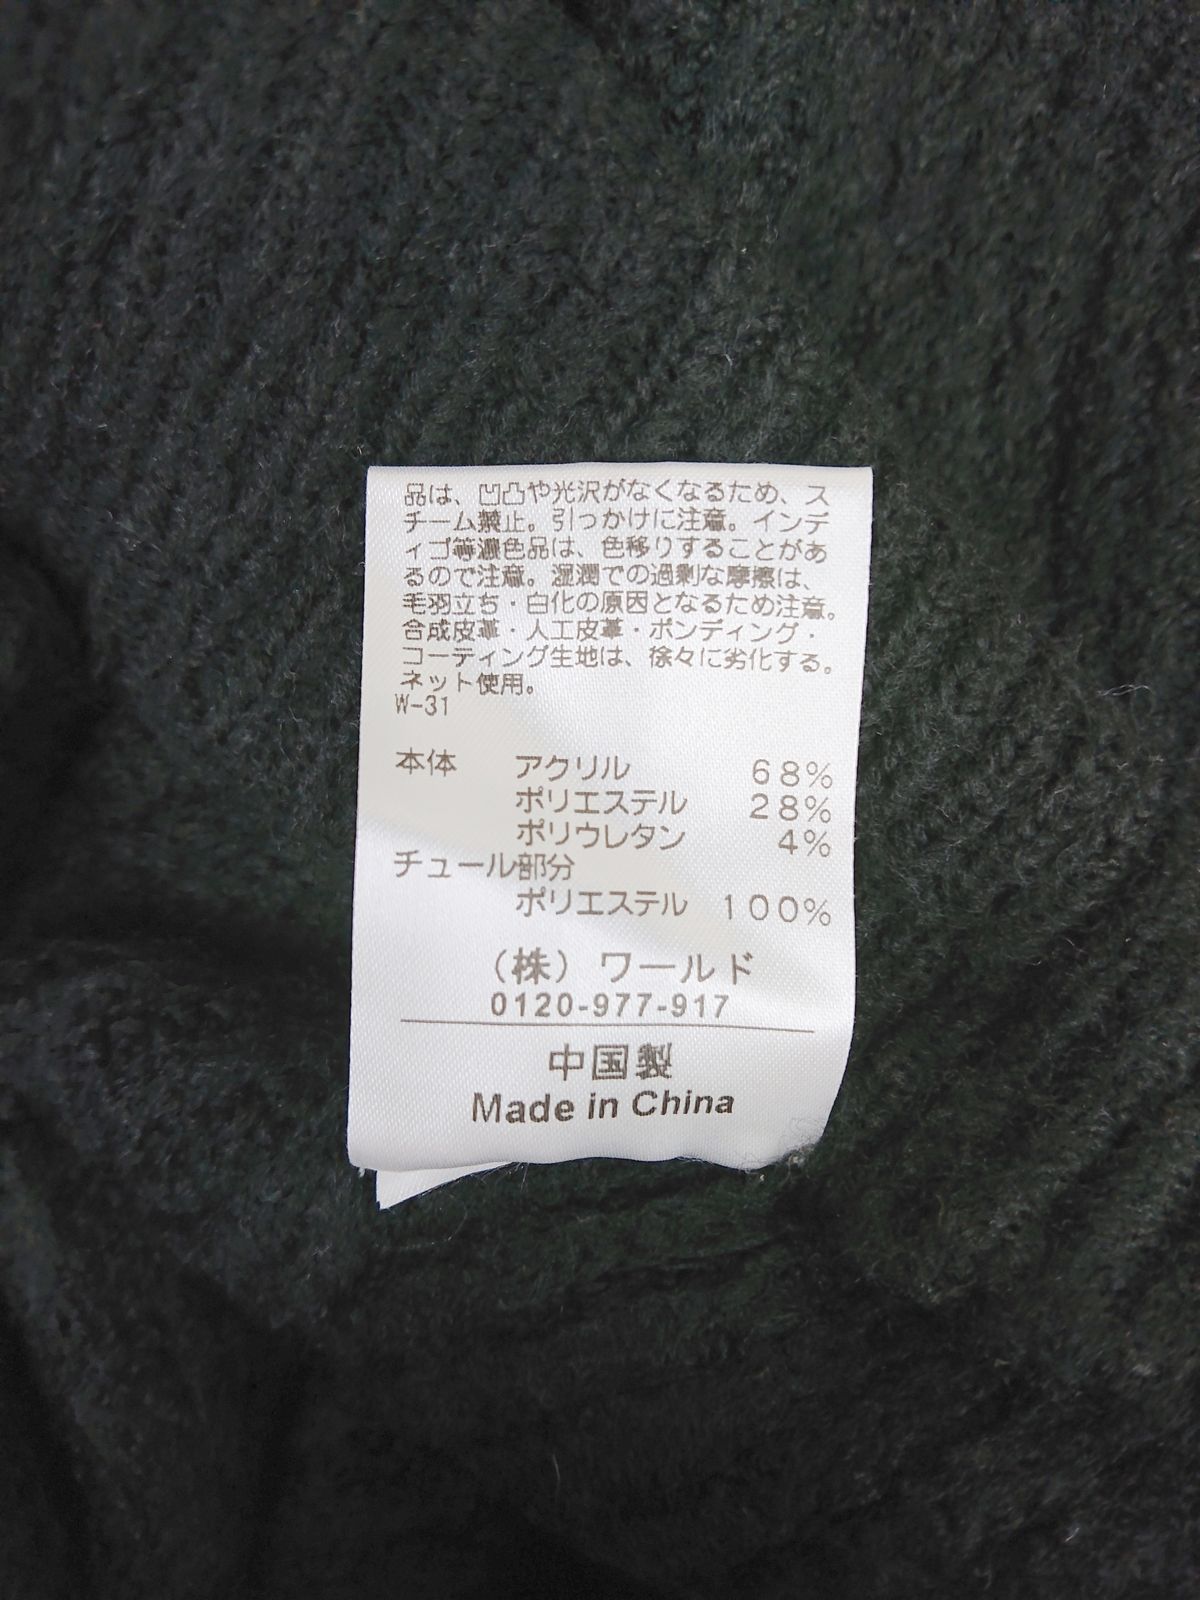 品は、凹凸や光沢がなくなるため、ス
チーム禁止。引っかけに注意。インデ
ィゴ等濃色品は、色移りすることがあ
るので注意。湿潤での過剰な摩擦は、
毛羽立ち・白化の原因となるため注意。
合成皮革・人工皮革・ボンディング・
コーティング生地は、徐々に劣化する。
ネット使用。
W-31
本体 アクリル 68%
ポリエステル 28%
ポリウレタン 4%
チュール部分
ポリエステル 100%
（株）ワールド
0120-977-917
中国製
Made in China